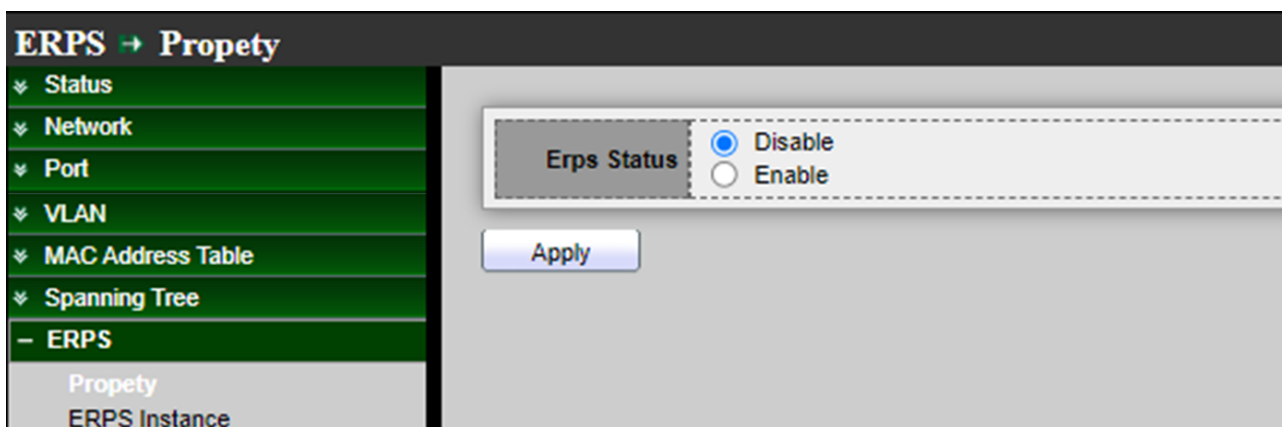 ERPS Propety
Status
Network
Port
VLAN
MAC Address Table
Spanning Tree
ERPS
Propety
ERPS Instance
Erps Status
Disable
Enable
Apply